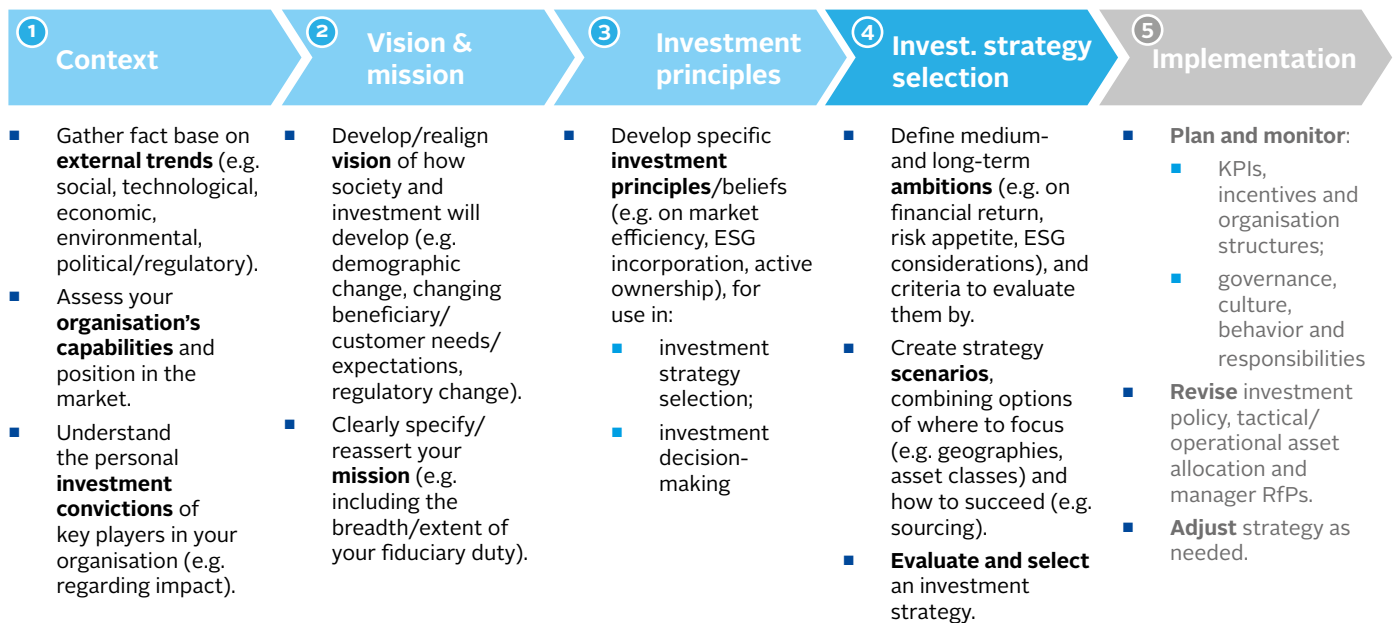 1
Context
Gather fact base on
external trends (e.g.
social, technological,
economic,
environmental,
political/regulatory).
Assess your
organisation's
capabilities and
position in the
market.
Understand
the personal
investment
convictions of
key players in your
organisation (e.g.
regarding impact).
2
Vision &
mission
Develop/realign
vision of how
society and
investment will
develop (e.g.
demographic
change, changing
beneficiary/
customer needs/
expectations,
regulatory change).
Clearly specify/
reassert your
mission (e.g.
including the
breadth/extent of
your fiduciary duty).
3
Investment
principles
Develop specific
investment
principles/beliefs
(e.g. on market
efficiency, ESG
incorporation, active
ownership), for
use in:
investment
strategy
selection;
investment
decision-
making
4
Invest. strategy
selection
Define medium-
and long-term
ambitions (e.g. on
financial return,
risk appetite, ESG
considerations), and
criteria to evaluate
them by.
Create strategy
scenarios,
combining options
of where to focus
(e.g. geographies,
asset classes) and
how to succeed (e.g.
sourcing).
Evaluate and select
an investment
strategy.
5
Implementation
Plan and monitor:
KPIs,
incentives and
organisation
structures;
governance,
culture,
behavior and
responsibilities
Revise investment
policy, tactical/
operational asset
allocation and
manager RfPs.
Adjust strategy as
needed.